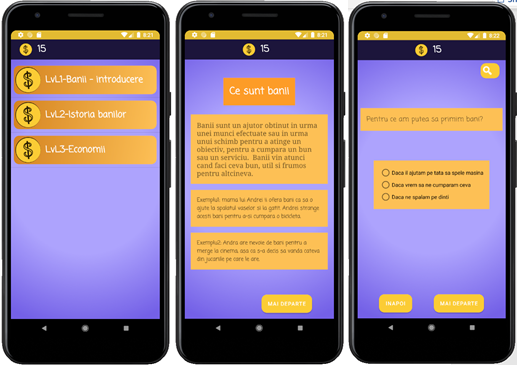 8:21
15
LvL1-Banii - introducere
LvL2-Istoria banilor
LvL3-Economii
8:21
15
Ce sunt banii
Banii sunt un ajutor obtinut in urma
unei munci efectuate sau in urma
unui schimb pentru a atinge un
obiectiv, pentru a cumpara un bun
sau un serviciu. Banii vin atunci
cand faci ceva bun, util si frumos
pentru altcineva.
Exemplu1: mama lui Andrei ii ofera bani ca sa o
ajute la spalatul vaselor si la gatit. Andreis strange
acesti bani pentru a-si cumpara o bicicleta.
Exemplu2: Andra are nevoie de bani pentru a
merge la cinema, asa ca s-a decis sa vanda cateva
din jucariile pe care le are.
MAI DEPARTE
8:22
15
Pentru ce am putea sa primim bani?
Daca il ajutam pe tata sa spele masina
Daca vrem sa ne cumparam ceva
Daca ne spalam pe dinti
INAPOI
MAI DEPARTE